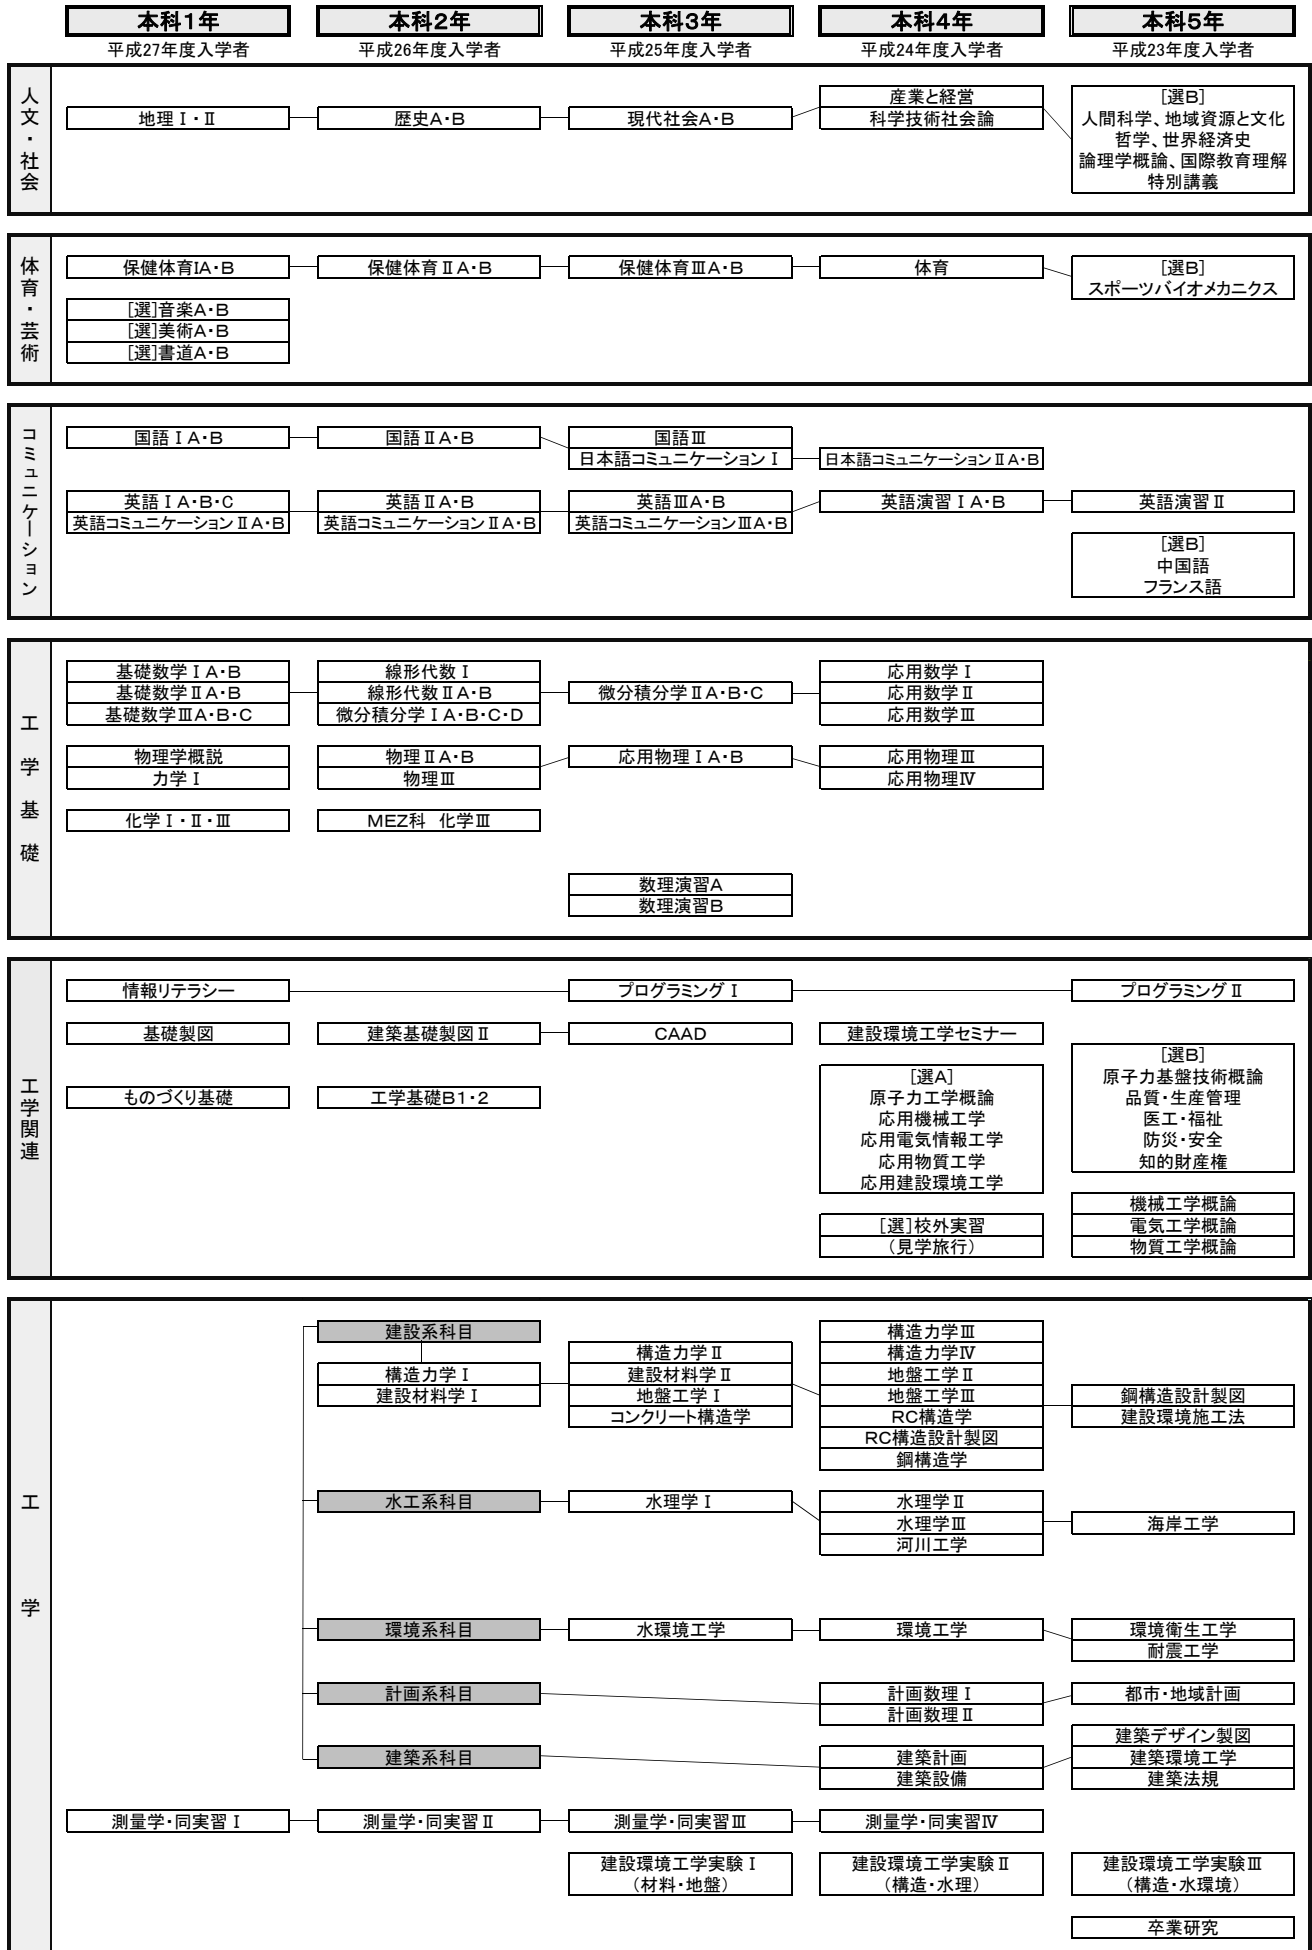 本科1年
本科2年
本科3年
本科4年
本科5年
平成27年度入学者
平成26年度入学者
平成25年度入学者
平成24年度入学者
平成23年度入学者
人文・社会
地理Ⅰ・Ⅱ
歴史A・B
現代社会A・B
産業と経営
科学技術社会論
[選B]
人間科学、地域資源と文化
哲学、世界経済史
論理学概論、国際教育理解
特別講義
体育・芸術
保健体育IA・B
保健体育ⅡA・B
保健体育ⅢA・B
体育
[選B]
スポーツバイオメカニクス
[選]音楽A・B
[選]美術A・B
[選]書道A・B
コミュニケーション
国語ⅠA・B
国語ⅡA・B
国語Ⅲ
日本語コミュニケーションⅠ
日本語コミュニケーションⅡA・B
英語ⅠA・B・C
英語コミュニケーションⅡA・B
英語ⅡA・B
英語コミュニケーションⅡA・B
英語ⅢA・B
英語コミュニケーションⅢA・B
英語演習ⅠA・B
英語演習Ⅱ
[選B]
中国語
フランス語
工学基礎
基礎数学ⅠA・B
基礎数学ⅡA・B
基礎数学ⅢA・B・C
線形代数Ⅰ
線形代数ⅡA・B
微分積分学ⅠA・B・C・D
微分積分学ⅡA・B・C
応用数学Ⅰ
応用数学Ⅱ
応用数学Ⅲ
物理学概説
力学Ⅰ
物理ⅡA・B
物理Ⅲ
応用物理ⅠA・B
応用物理Ⅲ
応用物理Ⅳ
化学Ⅰ・Ⅱ・Ⅲ
MEZ科 化学Ⅲ
数理演習A
数理演習B
工学関連
情報リテラシー
プログラミングⅠ
プログラミングⅡ
基礎製図
建築基礎製図Ⅱ
CAAD
建設環境工学セミナー
ものづくり基礎
工学基礎B1・2
[選A]
原子力工学概論
応用機械工学
応用電気情報工学
応用物質工学
応用建設環境工学
[選]校外実習
(見学旅行)
[選B]
原子力基盤技術概論
品質・生産管理
医工・福祉
防災・安全
知的財産権
機械工学概論
電気工学概論
物質工学概論
工学
建設系科目
構造力学Ⅰ
建設材料学Ⅰ
構造力学Ⅱ
建設材料学Ⅱ
地盤工学Ⅰ
コンクリート構造学
構造力学Ⅲ
構造力学Ⅳ
地盤工学Ⅱ
地盤工学Ⅲ
RC構造学
RC構造設計製図
鋼構造学
鋼構造設計製図
建設環境施工法
水工系科目
水理学Ⅰ
水理学Ⅱ
水理学Ⅲ
河川工学
海岸工学
環境系科目
水環境工学
環境工学
環境衛生工学
耐震工学
計画系科目
計画数理Ⅰ
計画数理Ⅱ
都市・地域計画
建築系科目
建築計画
建築設備
建築デザイン製図
建築環境工学
建築法規
測量学・同実習Ⅰ
測量学・同実習Ⅱ
測量学・同実習Ⅲ
測量学・同実習Ⅳ
建設環境工学実験Ⅰ
(材料・地盤)
建設環境工学実験Ⅱ
(構造・水理)
建設環境工学実験Ⅲ
(構造・水環境)
卒業研究